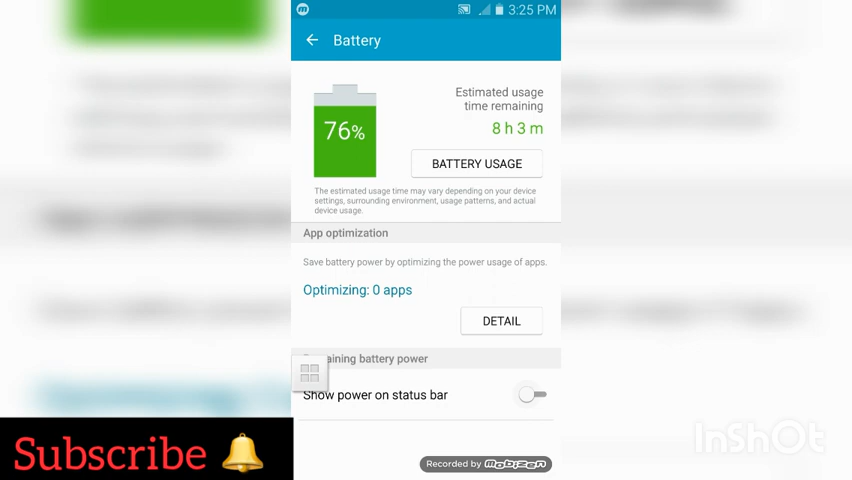 3:25 PM
Battery
76%
Estimated usage
time remaining
8 h 3 m
BATTERY USAGE
The estimated usage time may vary depending on your device
settings, surrounding environment, usage patterns, and actual
device usage.
App optimization
Save battery power by optimizing the power usage of apps.
Optimizing: 0 apps
DETAIL
aining battery power
Show power on status bar
Subscribe
Recorded by mobizen
InShOt